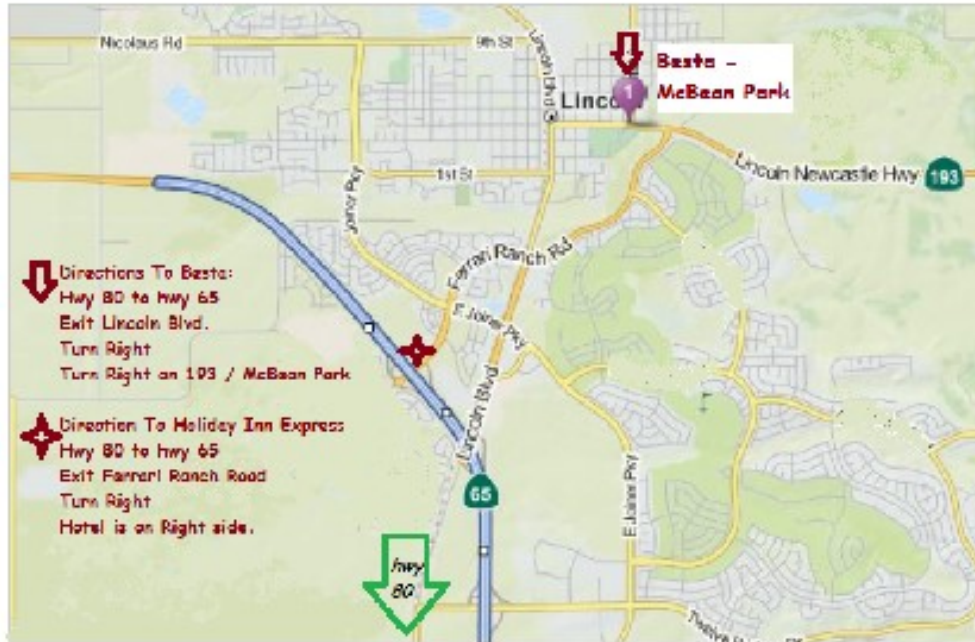 Nicolaus Rd
9th St
Lincoln Blvd
Besta -
McBean Park
1
Lincoln
Lincoln Newcastle Hwy
193
1st St
Joiner Pky
Ferrari Ranch Rd
E Joiner Pky
Directions To Besta:
Hwy 80 to hwy 65
Exit Lincoln Blvd.
Turn Right
Turn Right on 193 / McBean Park
Lincoln Blvd
Direction To Holiday Inn Express
Hwy 80 to hwy 65
Exit Ferrari Ranch Road
Turn Right
Hotel is on Right side.
65
E Joiner Pky
hwy
80
Twelve